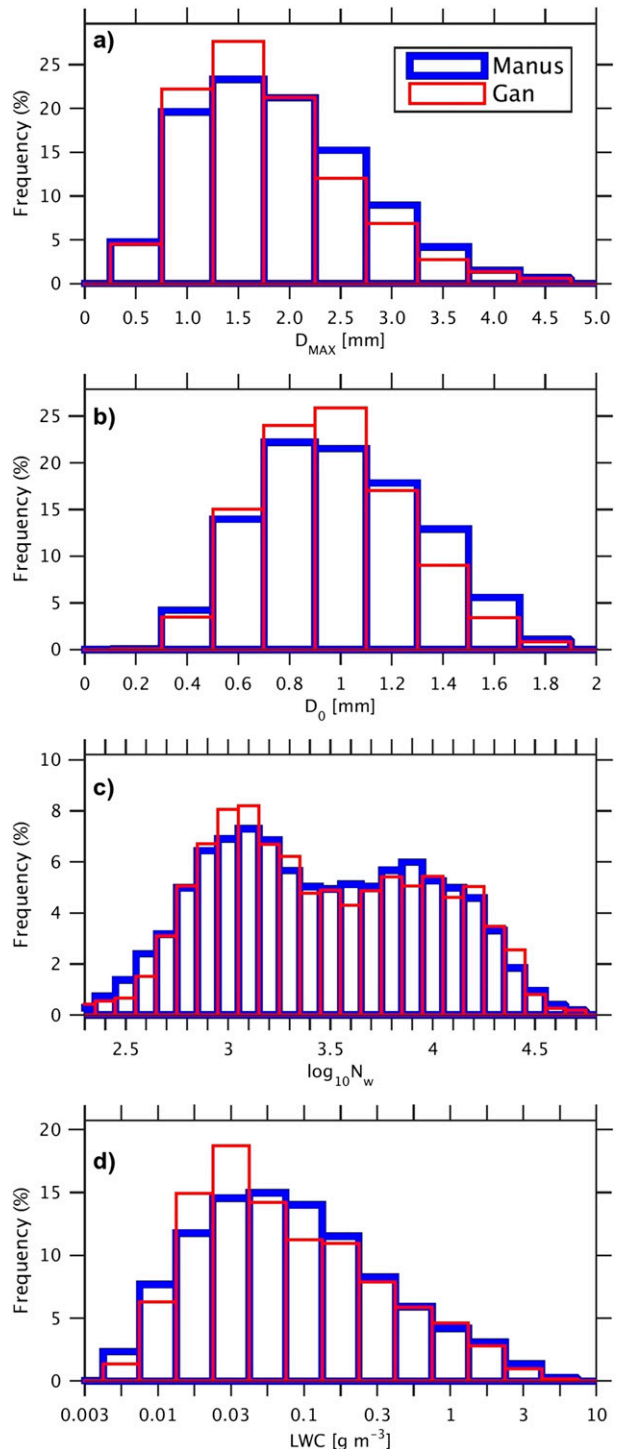 a)
Manus
Gan
Frequency (%)
25
20
15
10
5
0
0 0.5 1.0 1.5 2.0 2.5 3.0 3.5 4.0 4.5 5.0
D_MAX [mm]
b)
Frequency (%)
25
20
15
10
5
0
0 0.2 0.4 0.6 0.8 1 1.2 1.4 1.6 1.8 2
D_0 [mm]
c)
Frequency (%)
10
8
6
4
2
0
2.5 3 3.5 4 4.5
log_10 N_w
d)
Frequency (%)
20
15
10
5
0
0.003 0.01 0.03 0.1 0.3 1 3 10
LWC [g m⁻³]